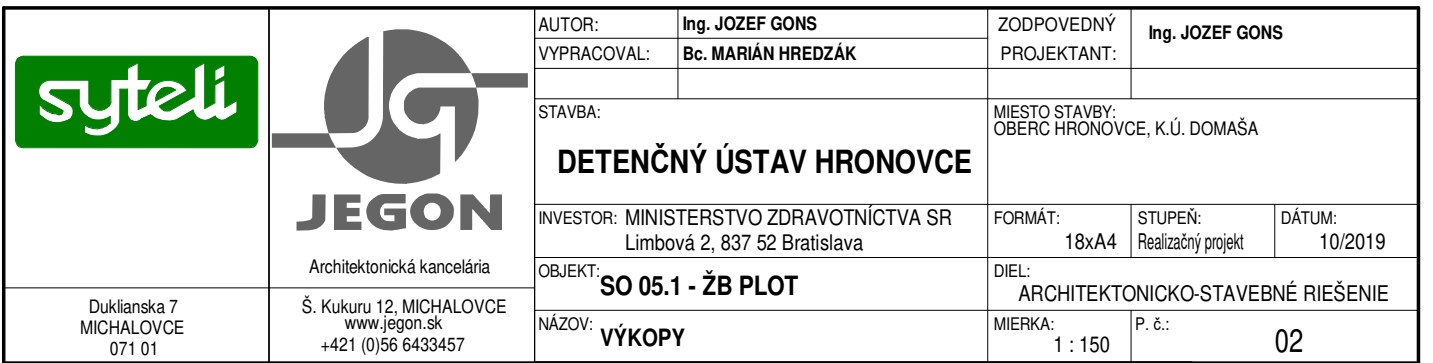 syteli
Duklianska 7
MICHALOVCE
071 01
JG
JEGON
Architektonická kancelária
Š. Kukuru 12, MICHALOVCE
www.jegon.sk
+421 (0)56 6433457
AUTOR: Ing. JOZEF GONS
VYPRACOVAL: Bc. MARIÁN HREDZÁK
ZODPOVEDNÝ
PROJEKTANT:
Ing. JOZEF GONS
STAVBA:
DETENČNÝ ÚSTAV HRONOVCE
MIESTO STAVBY:
OBERC HRONOVCE, K.Ú. DOMAŠA
INVESTOR: MINISTERSTVO ZDRAVOTNÍCTVA SR
Limbová 2, 837 52 Bratislava
FORMÁT:
18xA4
STUPEŇ:
Realizačný projekt
DÁTUM:
10/2019
OBJEKT: SO 05.1 - ŽB PLOT
DIEL:
ARCHITEKTONICKO-STAVEBNÉ RIEŠENIE
NÁZOV: VÝKOPY
MIERKA:
1 : 150
P. č.:
02